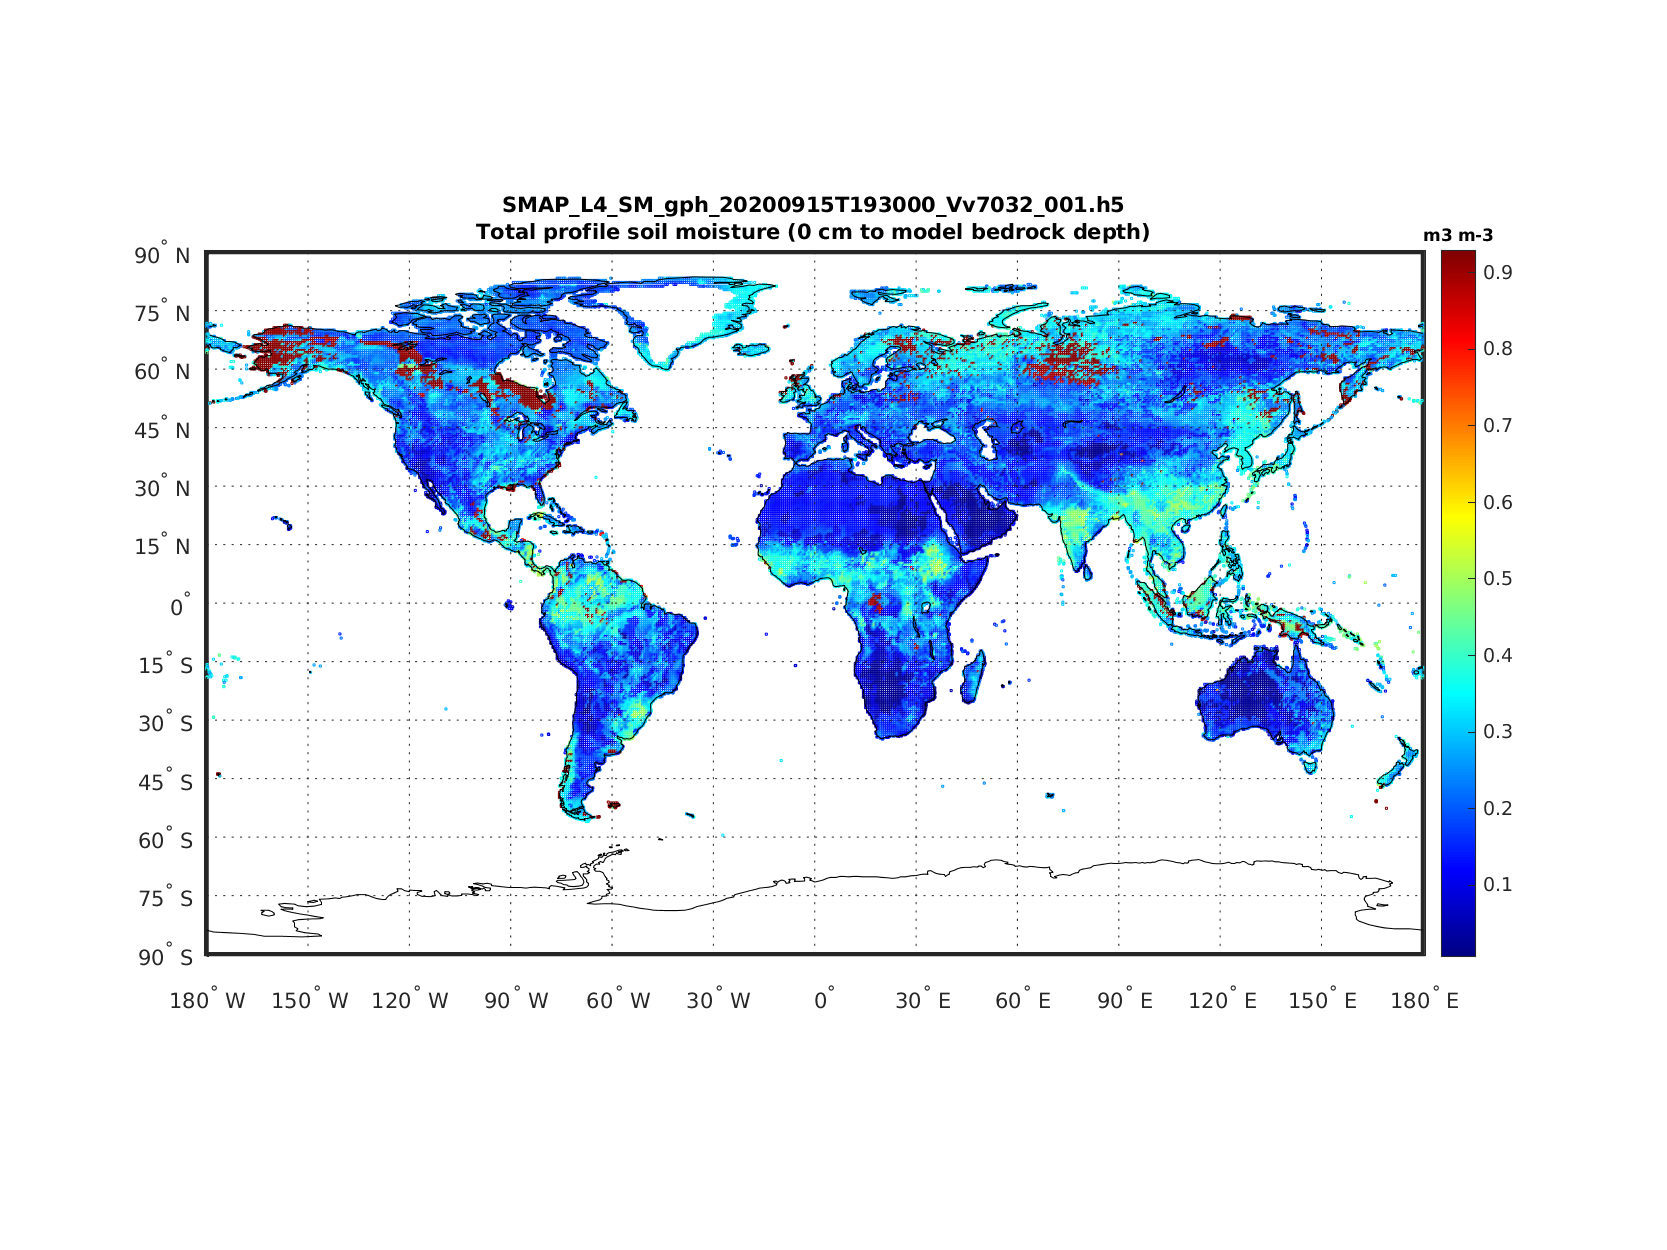 SMAP_L4_SM_gph_20200915T193000_Vv7032_001.h5
Total profile soil moisture (0 cm to model bedrock depth)
m3 m-3
90° N
75° N
60° N
45° N
30° N
15° N
0°
15° S
30° S
45° S
60° S
75° S
90° S
180° W 150° W 120° W 90° W 60° W 30° W 0° 30° E 60° E 90° E 120° E 150° E 180° E
0.9
0.8
0.7
0.6
0.5
0.4
0.3
0.2
0.1